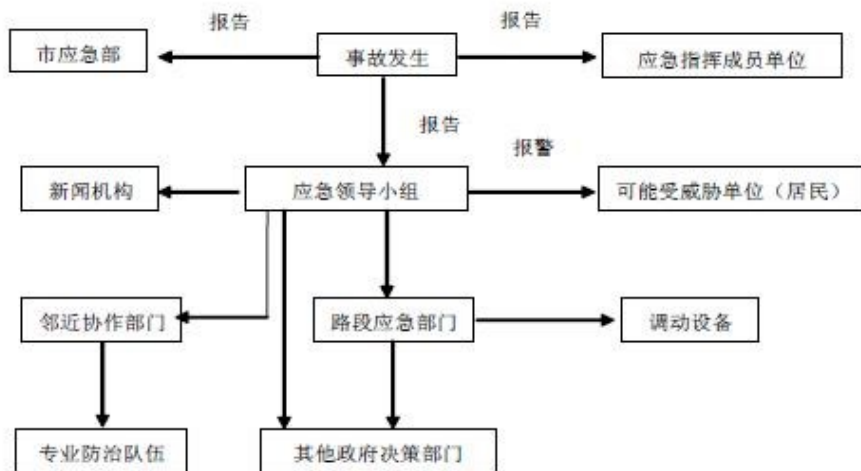 报告
报告
市应急部
事故发生
应急指挥成员单位
报告
报警
新闻机构
应急领导小组
可能受威胁单位（居民）
邻近协作部门
路段应急部门
调动设备
专业防治队伍
其他政府决策部门